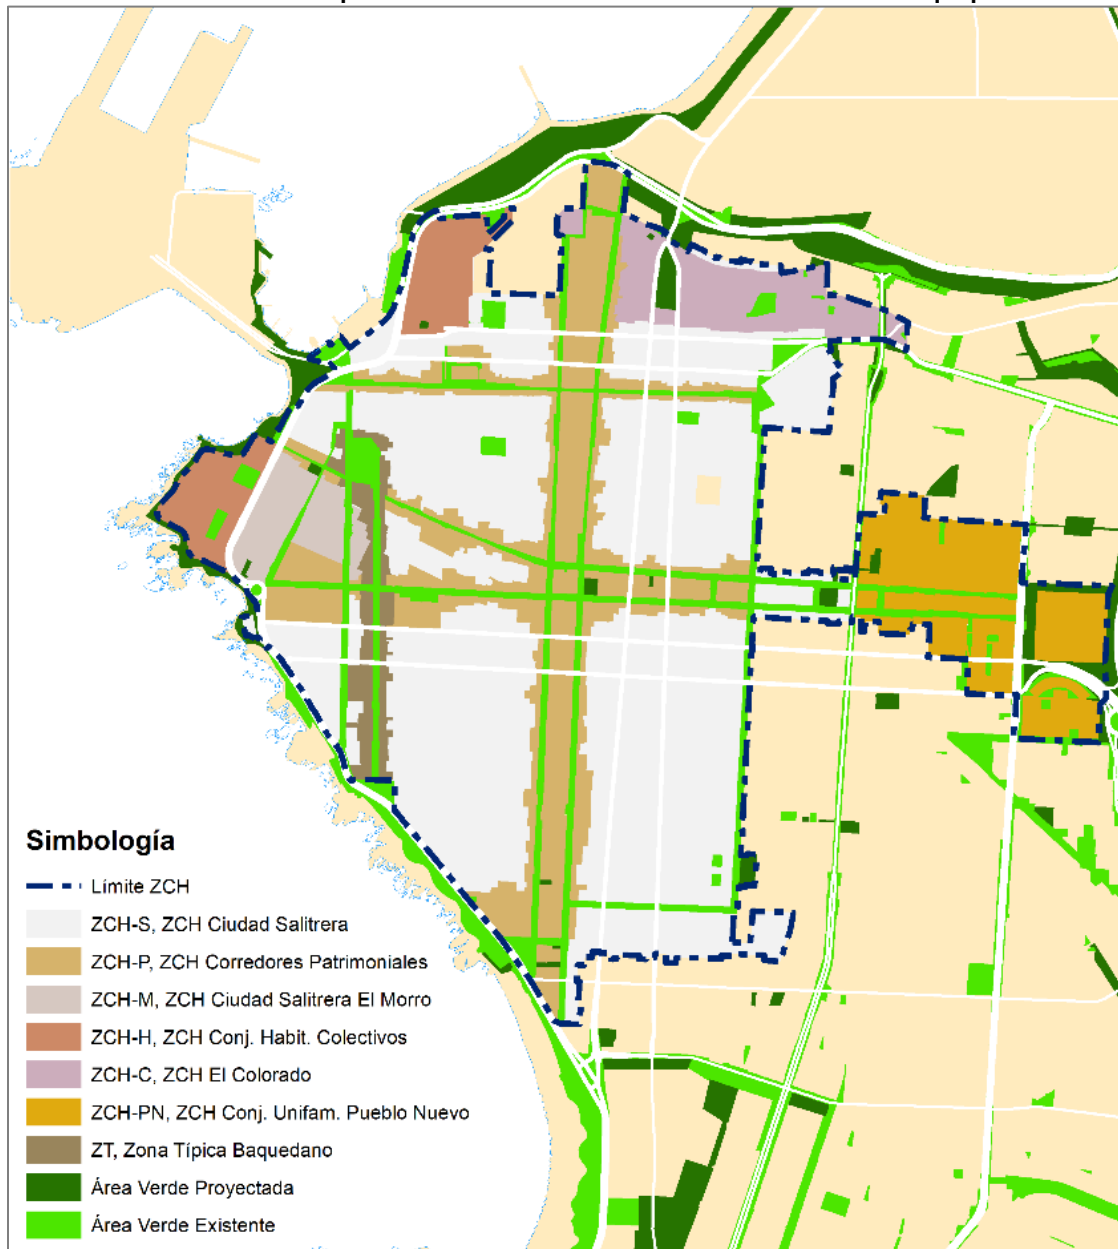 Simbología
Límite ZCH
ZCH-S, ZCH Ciudad Salitrera
ZCH-P, ZCH Corredores Patrimoniales
ZCH-M, ZCH Ciudad Salitrera El Morro
ZCH-H, ZCH Conj. Habit. Colectivos
ZCH-C, ZCH El Colorado
ZCH-PN, ZCH Conj. Unifam. Pueblo Nuevo
ZT, Zona Típica Baquedano
Área Verde Proyectada
Área Verde Existente